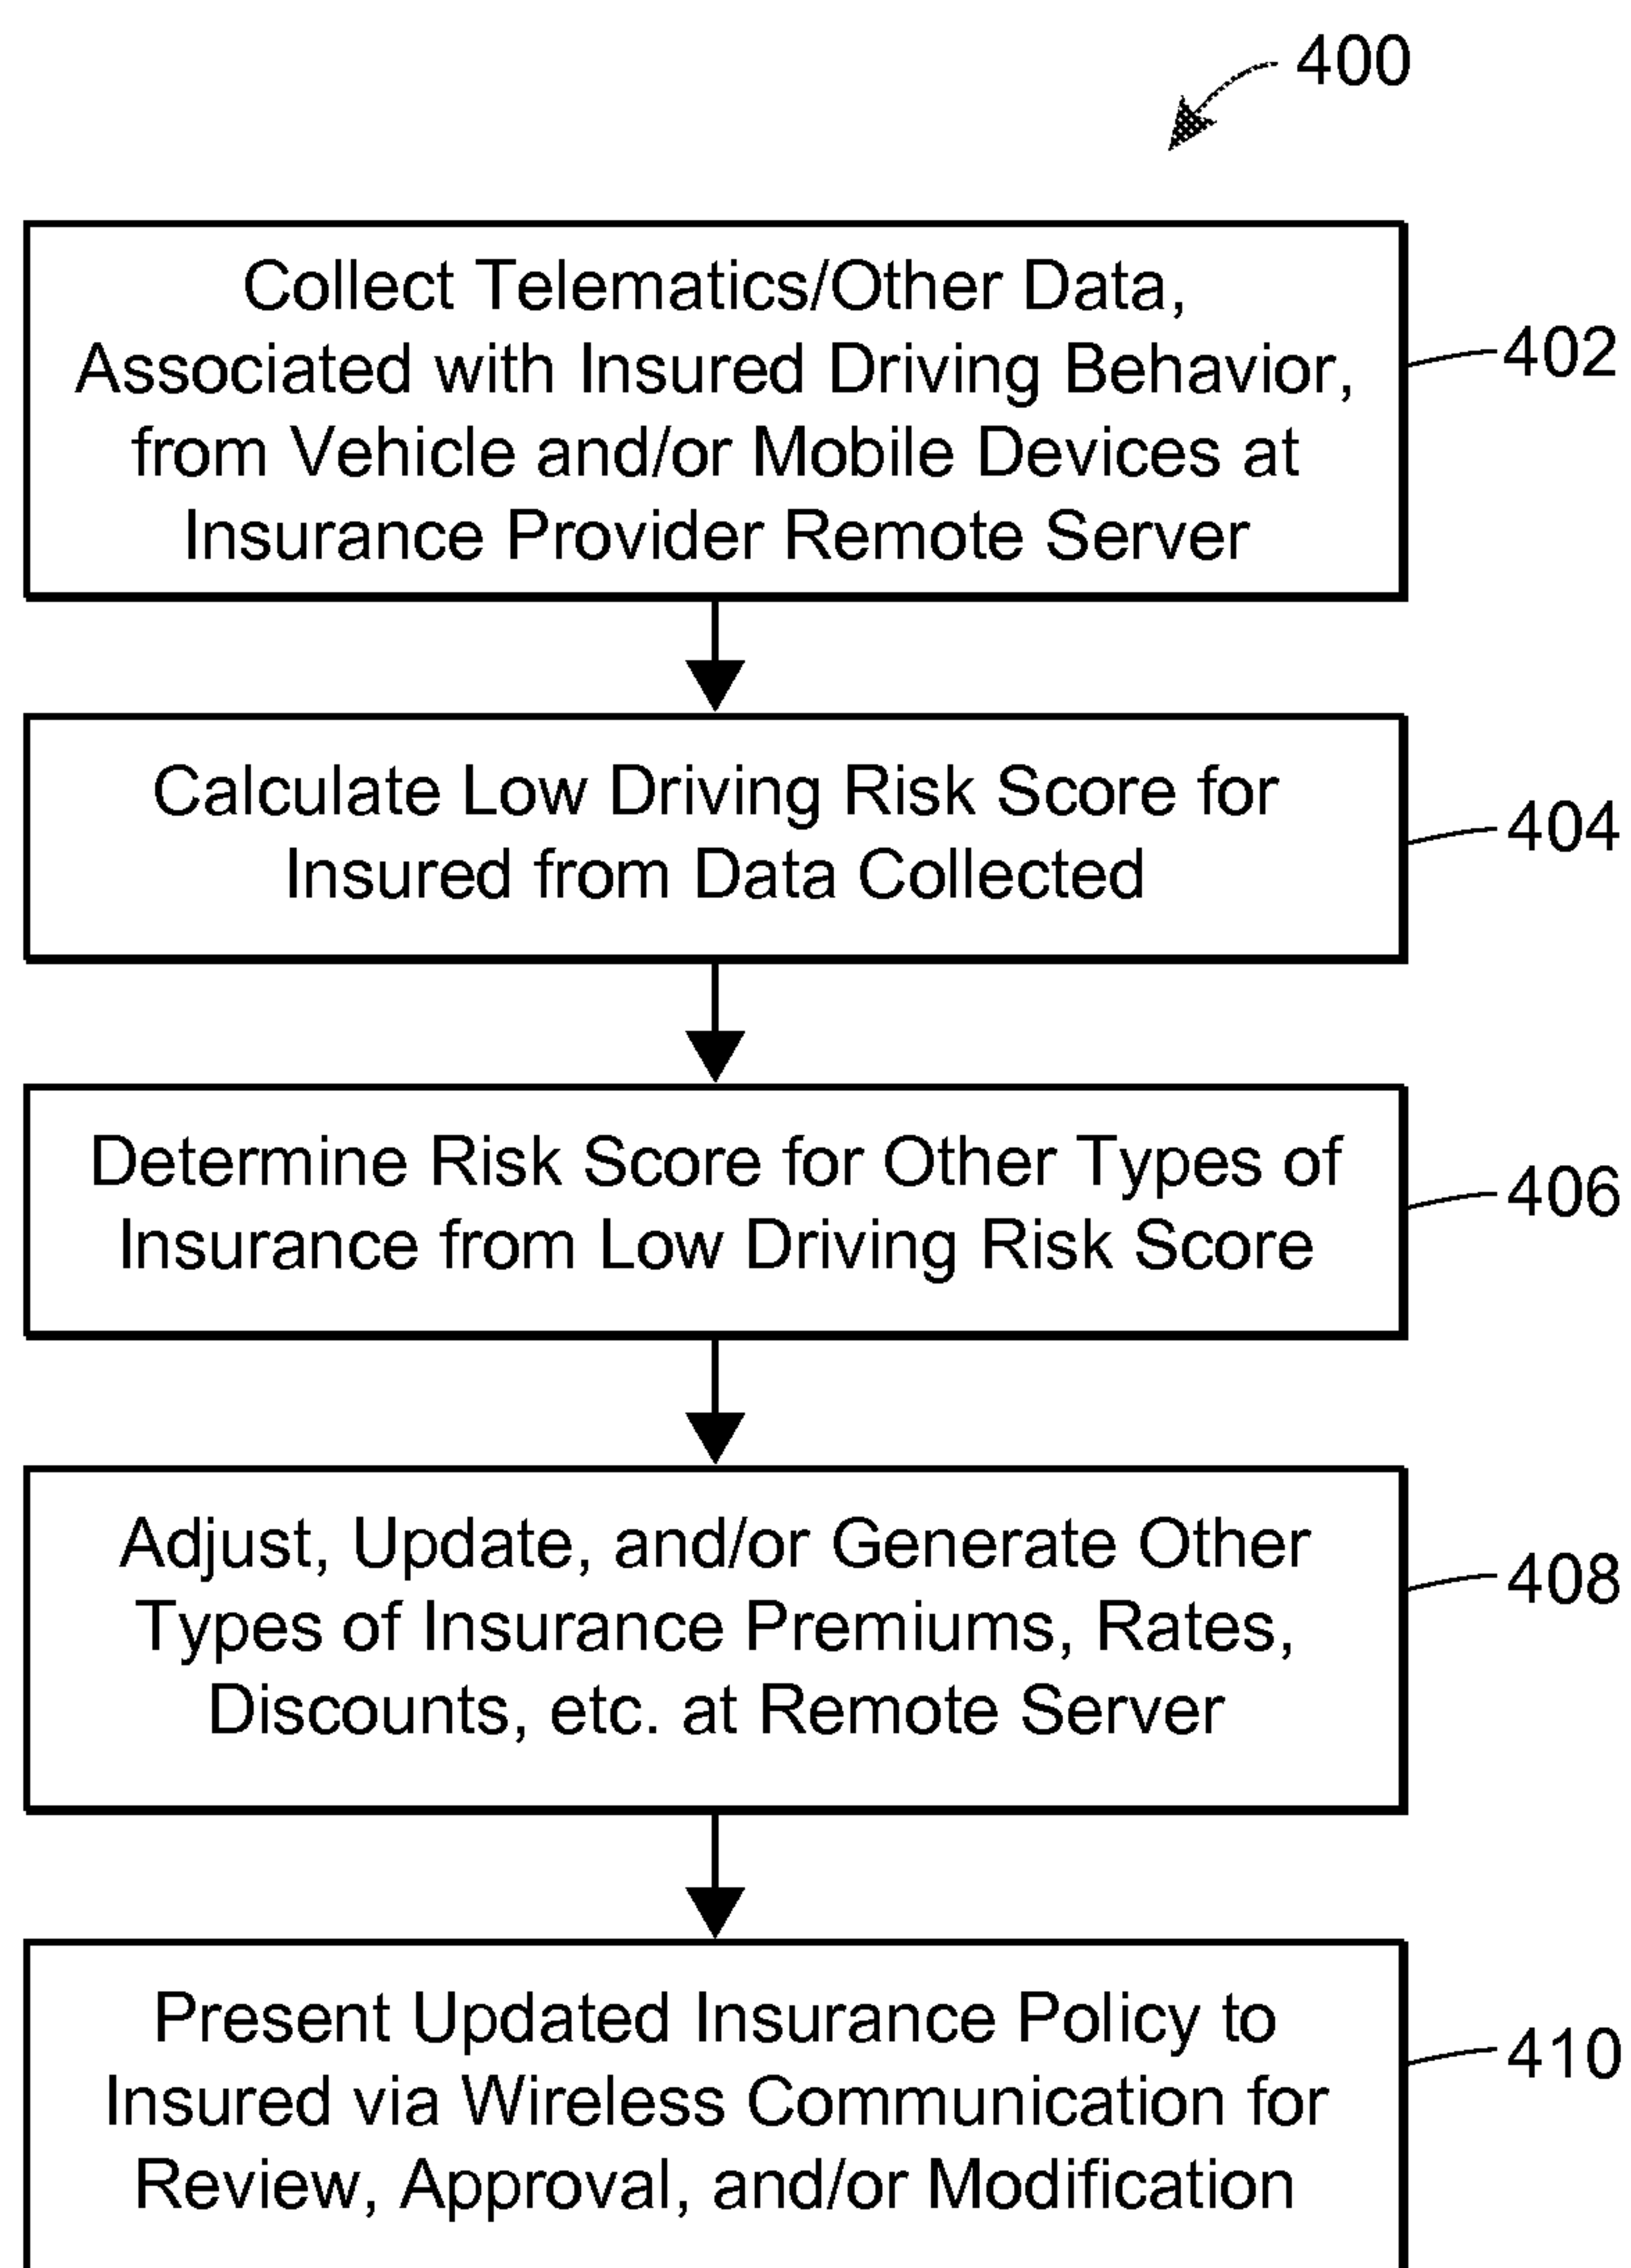 400
Collect Telematics/Other Data,
Associated with Insured Driving Behavior,
from Vehicle and/or Mobile Devices at
Insurance Provider Remote Server
402
Calculate Low Driving Risk Score for
Insured from Data Collected
404
Determine Risk Score for Other Types of
Insurance from Low Driving Risk Score
406
Adjust, Update, and/or Generate Other
Types of Insurance Premiums, Rates,
Discounts, etc. at Remote Server
408
Present Updated Insurance Policy to
Insured via Wireless Communication for
Review, Approval, and/or Modification
410